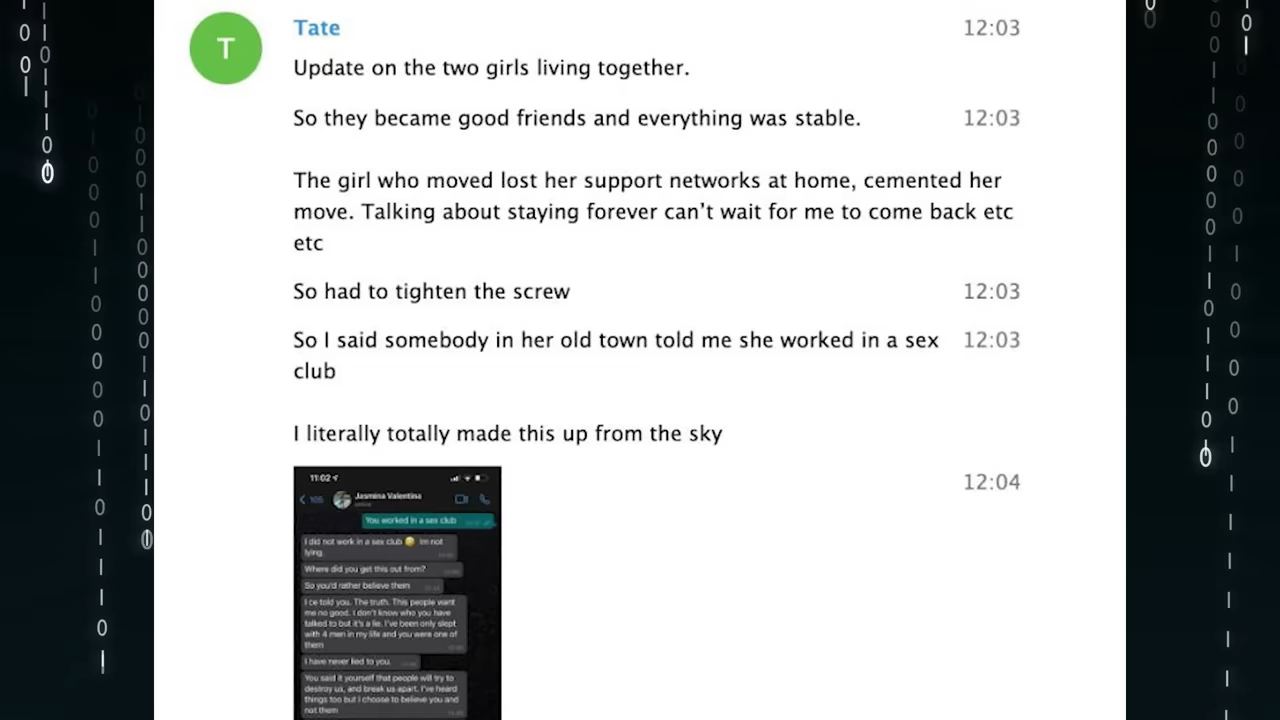 T
Tate 12:03
Update on the two girls living together.
So they became good friends and everything was stable. 12:03
The girl who moved lost her support networks at home, cemented her
move. Talking about staying forever can't wait for me to come back etc
etc
So had to tighten the screw 12:03
So I said somebody in her old town told me she worked in a sex 12:03
club
I literally totally made this up from the sky
12:04
11:02
Jasmina Valentina
You worked in a sex club
I did not work in a sex club Im not
lying.
Where did you get this out from?
So you'd rather believe them
I ce told you. The truth. This people want
me no good. I don't know who you have
talked to but it's a lie. I've been only slept
with 4 men in my life and you were one of
them
I have never lied to you.
You said it yourself that people will try to
destroy us, and break us apart. I've heard
things too but I choose to believe you and
not them